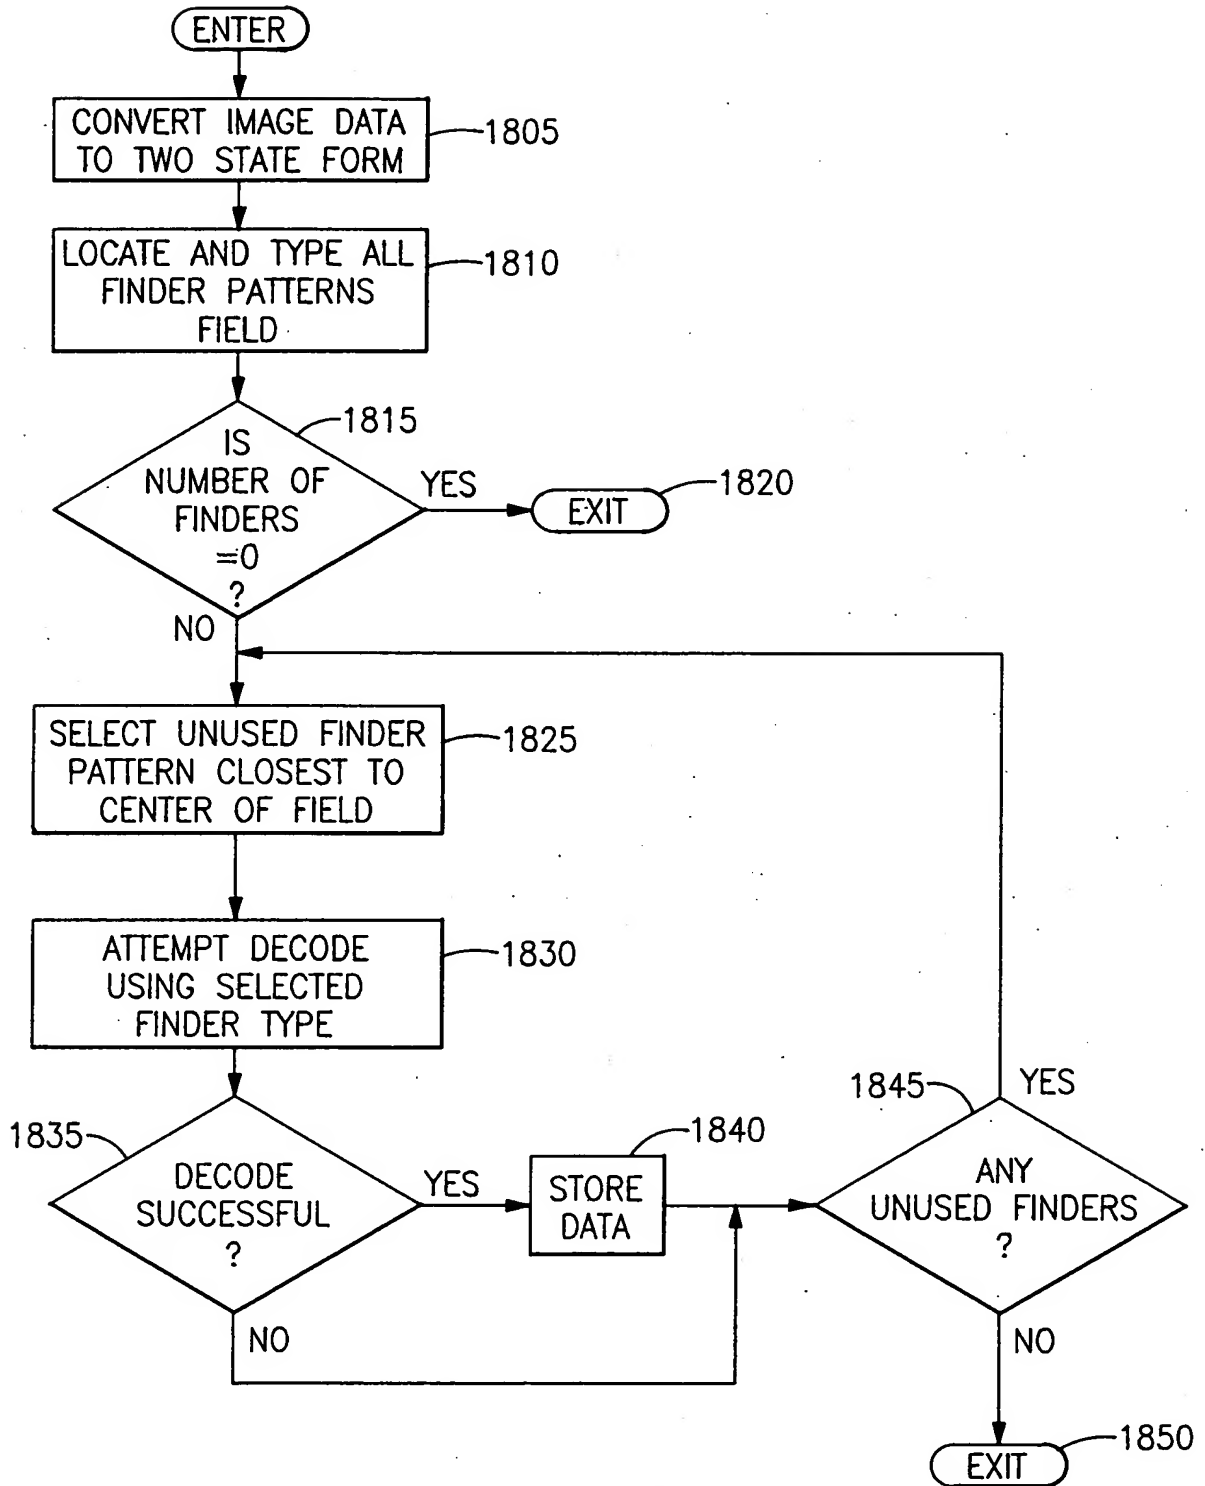 ENTER
CONVERT IMAGE DATA
TO TWO STATE FORM
1805
LOCATE AND TYPE ALL
FINDER PATTERNS
FIELD
1810
IS
NUMBER OF
FINDERS
=0
?
1815
YES
EXIT
1820
NO
SELECT UNUSED FINDER
PATTERN CLOSEST TO
CENTER OF FIELD
1825
ATTEMPT DECODE
USING SELECTED
FINDER TYPE
1830
1835
DECODE
SUCCESSFUL
?
YES
NO
STORE
DATA
1840
1845
ANY
UNUSED FINDERS
?
YES
NO
EXIT
1850